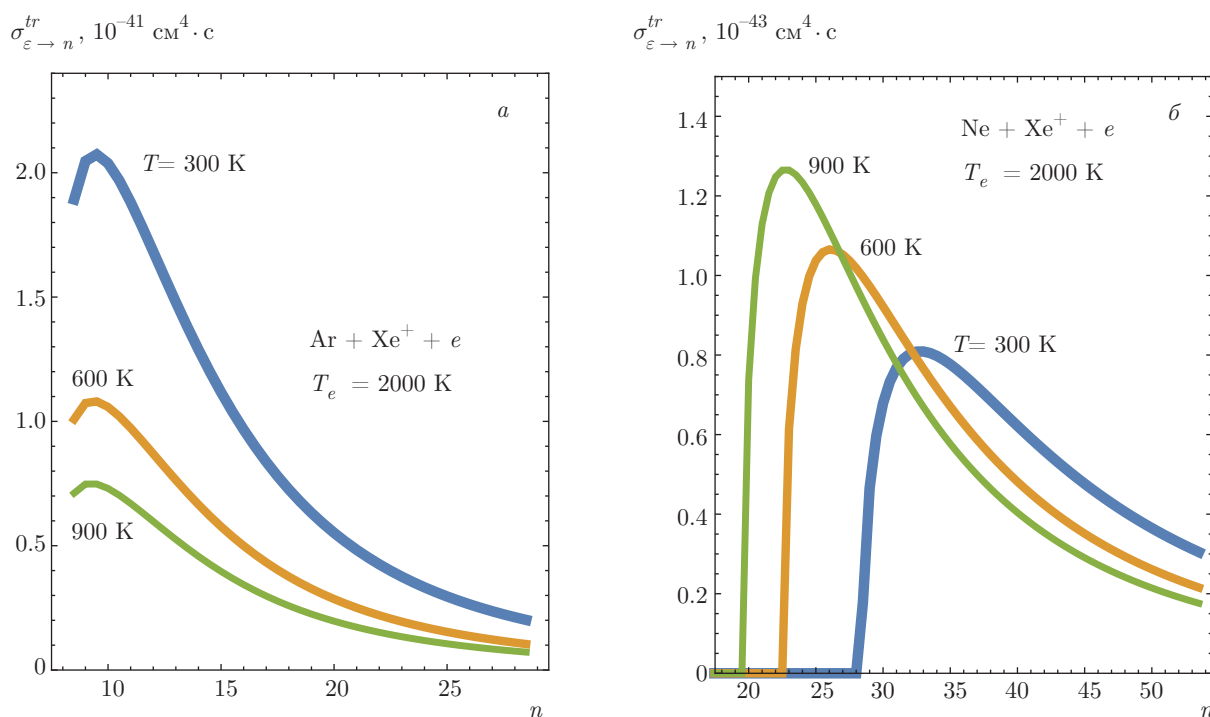 σ^{tr}_{ε → n}, 10^{−41} см^4 · с
а
2.0
T = 300 K
1.5
Ar + Xe^+ + e
T_e = 2000 K
600 K
1.0
900 K
0.5
0
10 15 20 25
n
σ^{tr}_{ε → n}, 10^{−43} см^4 · с
б
1.4
Ne + Xe^+ + e
T_e = 2000 K
900 K
1.2
600 K
1.0
T = 300 K
0.8
0.6
0.4
0.2
0
20 25 30 35 40 45 50
n